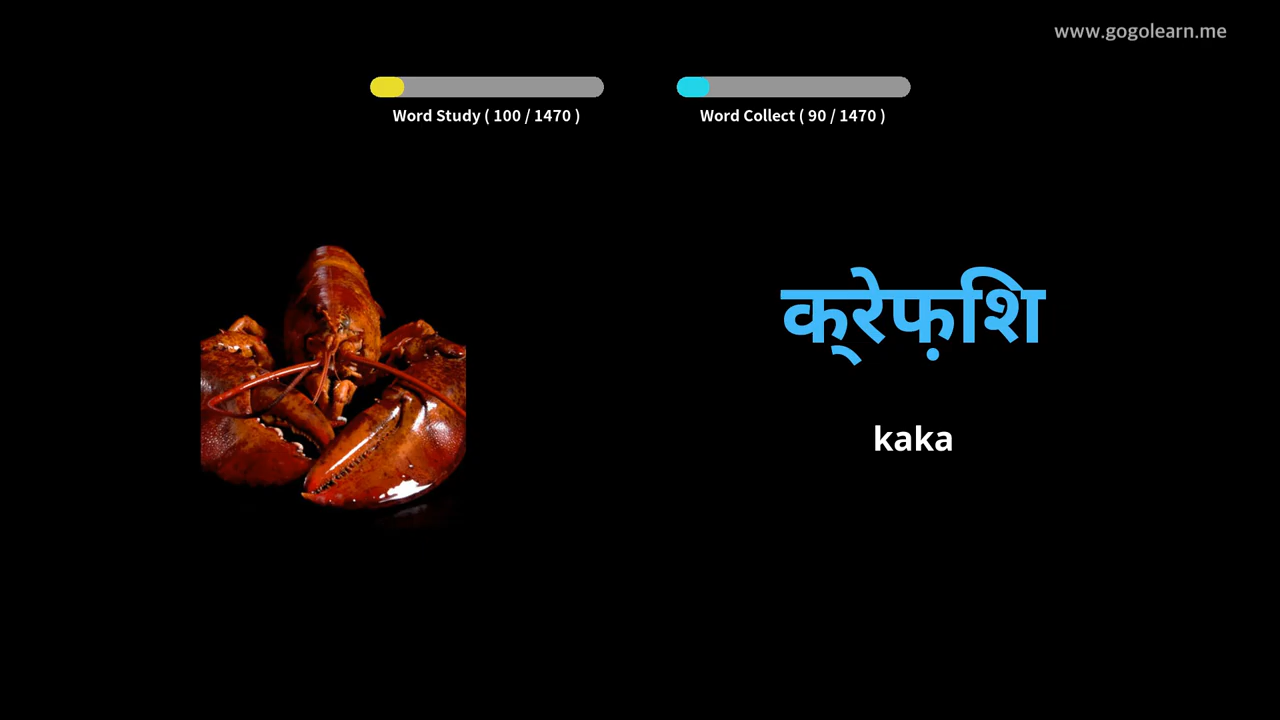 www.gogolearn.me
Word Study ( 100 / 1470 )
Word Collect ( 90 / 1470 )
क्रेफ़शि
kaka